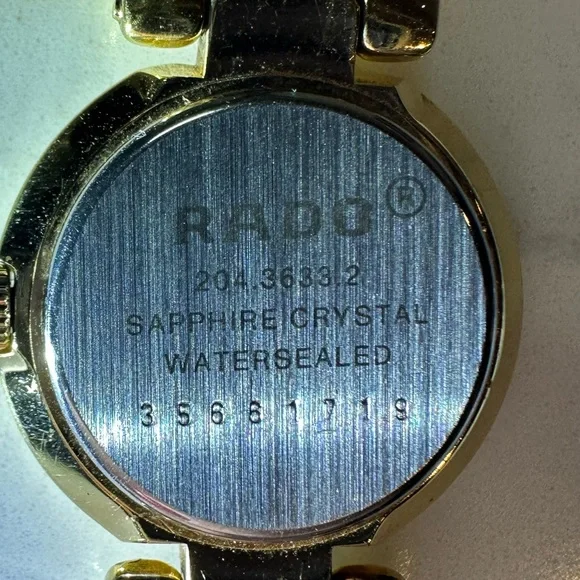 RADO®
204.3633.2
SAPPHIRE CRYSTAL
WATERSEALED
35661719